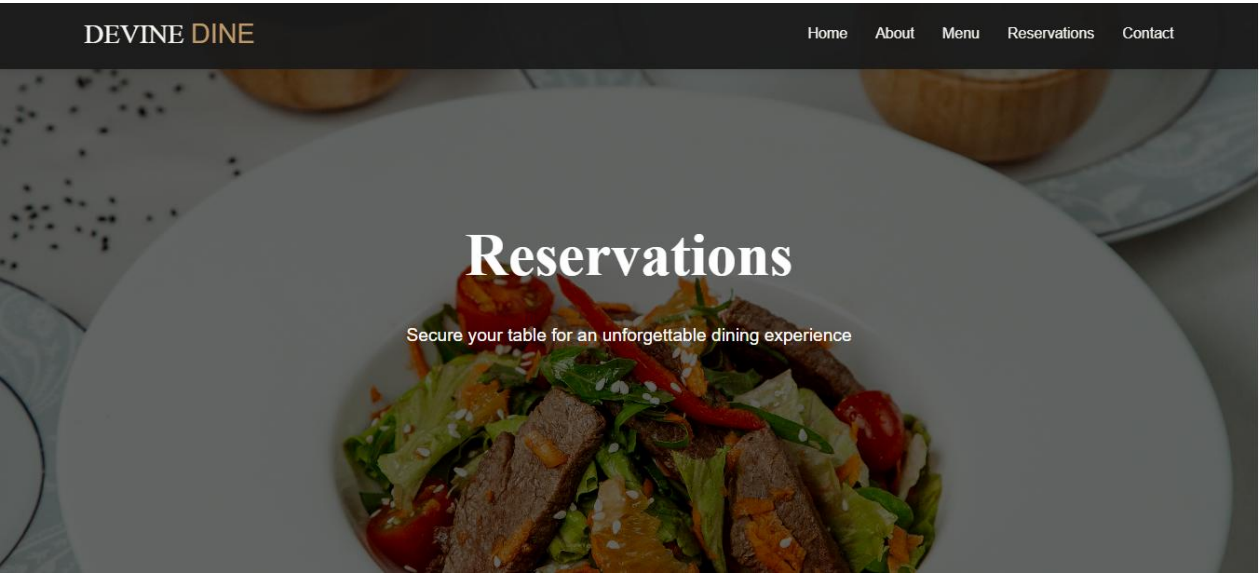 DEVINE DINE
Home About Menu Reservations Contact
Reservations
Secure your table for an unforgettable dining experience